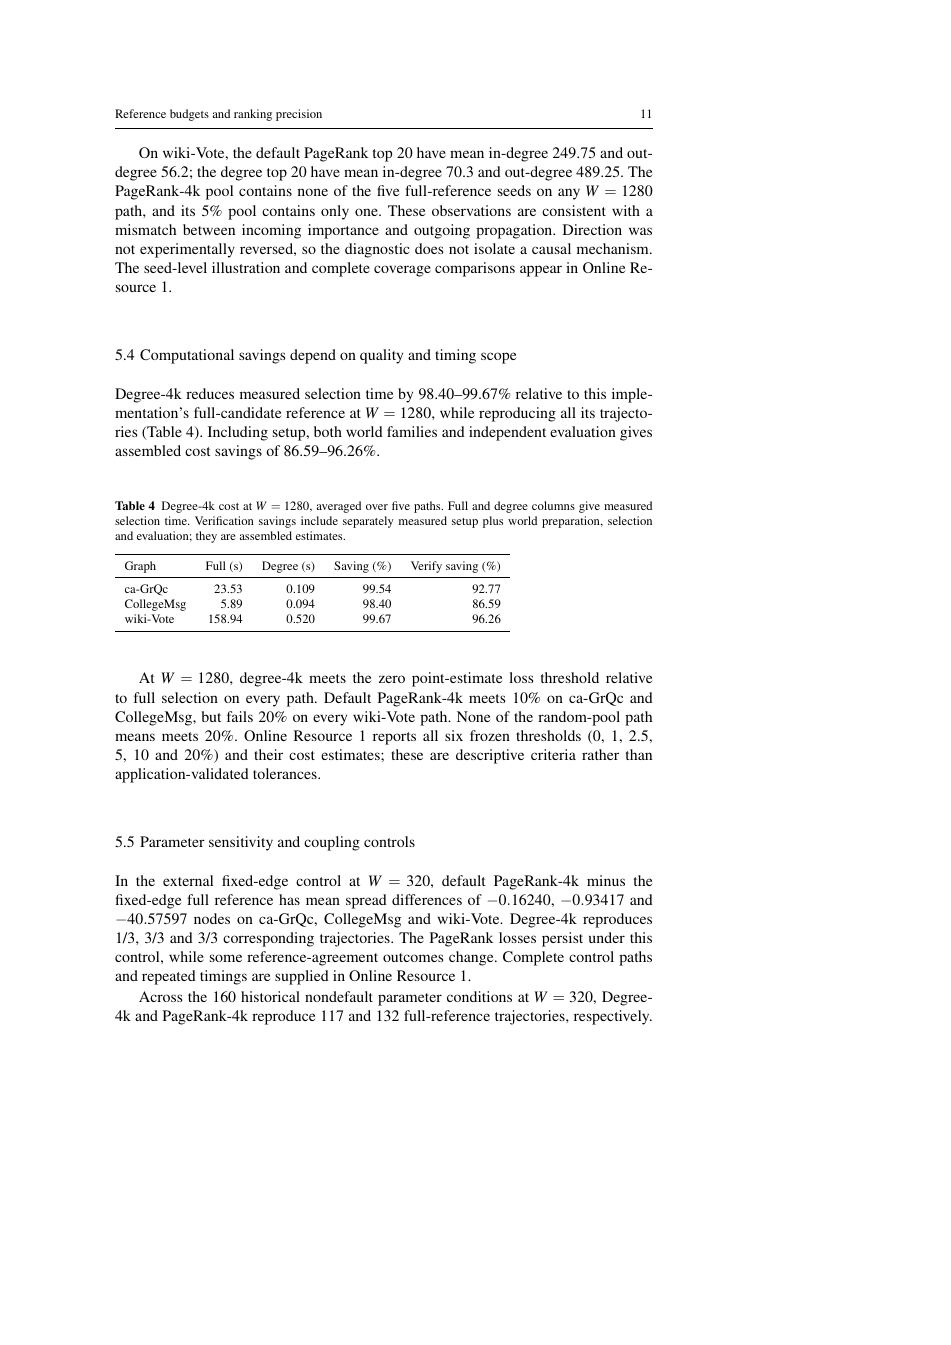 Reference budgets and ranking precision 11
On wiki-Vote, the default PageRank top 20 have mean in-degree 249.75 and out-
degree 56.2; the degree top 20 have mean in-degree 70.3 and out-degree 489.25. The
PageRank-4k pool contains none of the five full-reference seeds on any W = 1280
path, and its 5% pool contains only one. These observations are consistent with a
mismatch between incoming importance and outgoing propagation. Direction was
not experimentally reversed, so the diagnostic does not isolate a causal mechanism.
The seed-level illustration and complete coverage comparisons appear in Online Re-
source 1.
5.4 Computational savings depend on quality and timing scope
Degree-4k reduces measured selection time by 98.40–99.67% relative to this imple-
mentation's full-candidate reference at W = 1280, while reproducing all its trajecto-
ries (Table 4). Including setup, both world families and independent evaluation gives
assembled cost savings of 86.59–96.26%.
Table 4 Degree-4k cost at W = 1280, averaged over five paths. Full and degree columns give measured
selection time. Verification savings include separately measured setup plus world preparation, selection
and evaluation; they are assembled estimates.
Graph Full (s) Degree (s) Saving (%) Verify saving (%)
ca-GrQc 23.53 0.109 99.54 92.77
CollegeMsg 5.89 0.094 98.40 86.59
wiki-Vote 158.94 0.520 99.67 96.26
At W = 1280, degree-4k meets the zero point-estimate loss threshold relative
to full selection on every path. Default PageRank-4k meets 10% on ca-GrQc and
CollegeMsg, but fails 20% on every wiki-Vote path. None of the random-pool path
means meets 20%. Online Resource 1 reports all six frozen thresholds (0, 1, 2.5,
5, 10 and 20%) and their cost estimates; these are descriptive criteria rather than
application-validated tolerances.
5.5 Parameter sensitivity and coupling controls
In the external fixed-edge control at W = 320, default PageRank-4k minus the
fixed-edge full reference has mean spread differences of −0.16240, −0.93417 and
−40.57597 nodes on ca-GrQc, CollegeMsg and wiki-Vote. Degree-4k reproduces
1/3, 3/3 and 3/3 corresponding trajectories. The PageRank losses persist under this
control, while some reference-agreement outcomes change. Complete control paths
and repeated timings are supplied in Online Resource 1.
Across the 160 historical nondefault parameter conditions at W = 320, Degree-
4k and PageRank-4k reproduce 117 and 132 full-reference trajectories, respectively.